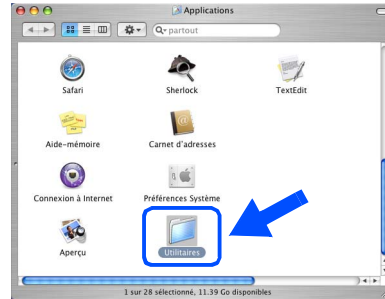 Applications
partout
Safari
Sherlock
TextEdit
Aide-mémoire
Carnet d'adresses
Connexion à Internet
Préférences Système
Aperçu
Utilitaires
1 sur 28 sélectionné, 11.39 Go disponibles